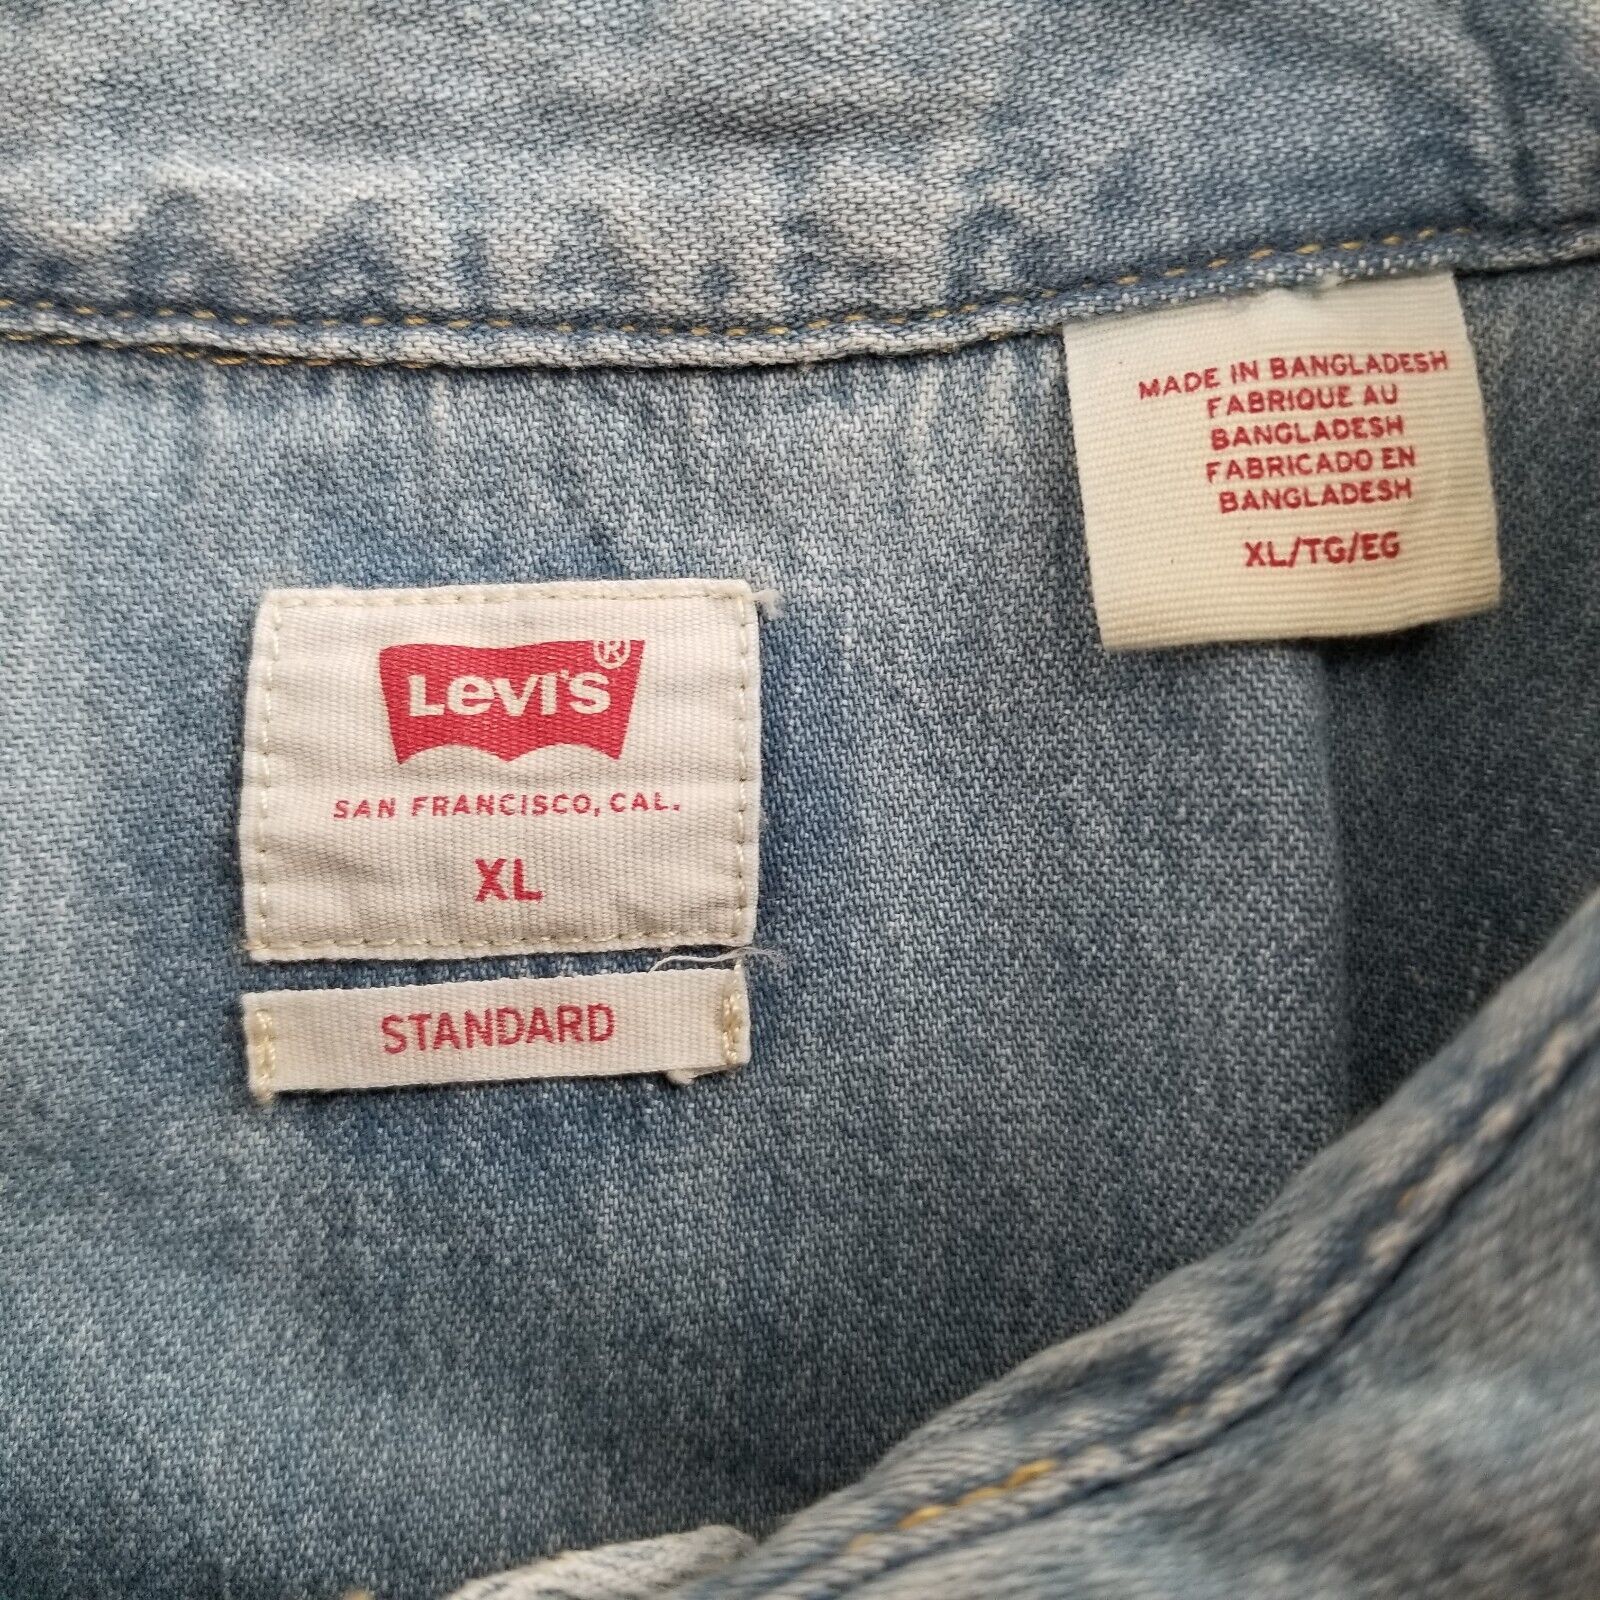 MADE IN BANGLADESH
FABRIQUE AU
BANGLADESH
FABRICADO EN
BANGLADESH
XL/TG/EG
LEVI'S®
SAN FRANCISCO, CAL.
XL
STANDARD